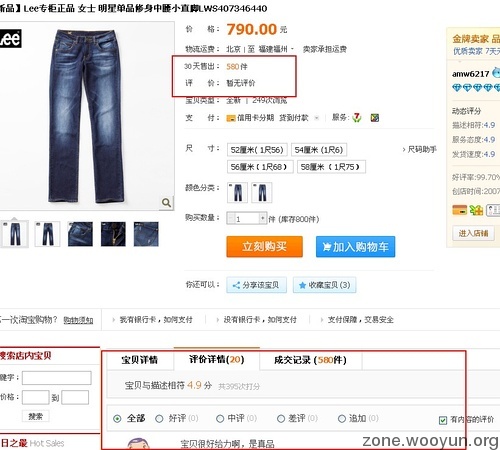 新品】Lee专柜正品 女士 明星单品修身中腰小直脚LWS407346440
Lee
价 格： 790.00 元
物流运费： 北京 | 至 福建福州 卖家承担运费
30天售出： 580 件
评 价： 暂无评价
宝贝类型： 全新 | 249次浏览
支 付： 信用卡分期 货到付款 服务：
尺 寸： 52厘米（1尺56） 54厘米（1尺6） 尺码助手
56厘米（1尺68） 58厘米（1尺75）
颜色分类：
购买数量： 1 件 (库存800件)
立刻购买 加入购物车
你还可以： 分享该宝贝 收藏宝贝 (3)
金牌卖家
优质卖家 7天
amw6217
动态评分
描述相符:4.9
服务态度:4.9
发货速度:4.9
好评率:99.70%
创店时间:2007
进入店铺
一次淘宝购物？ 购物须知 我有银行卡，如何支付 没有银行卡，如何支付 支付保障，交易安全
搜索店内宝贝
键字：
价格： 到
搜索
日之最 Hot Sales
宝贝详情 评价详情(20) 成交记录 (580件)
宝贝与描述相符 4.9 分 共395次打分
全部 好评 (0) 中评 (0) 差评 (0) 追加 (0) 有内容的评价
宝贝很好给力啊，是真品
zone.wooyun.org